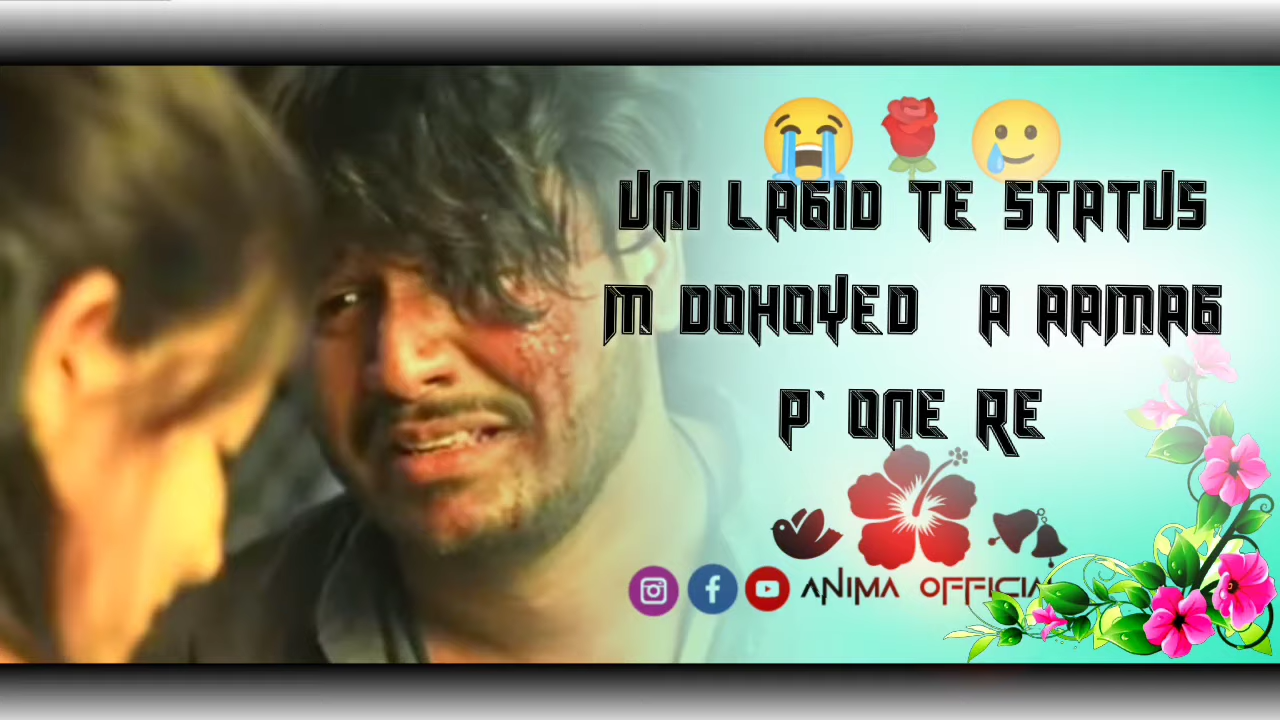 UNI LAGID TE STATUS
M DOHOYED A AAMAG
P` ONE RE
ANIMA OFFICIA